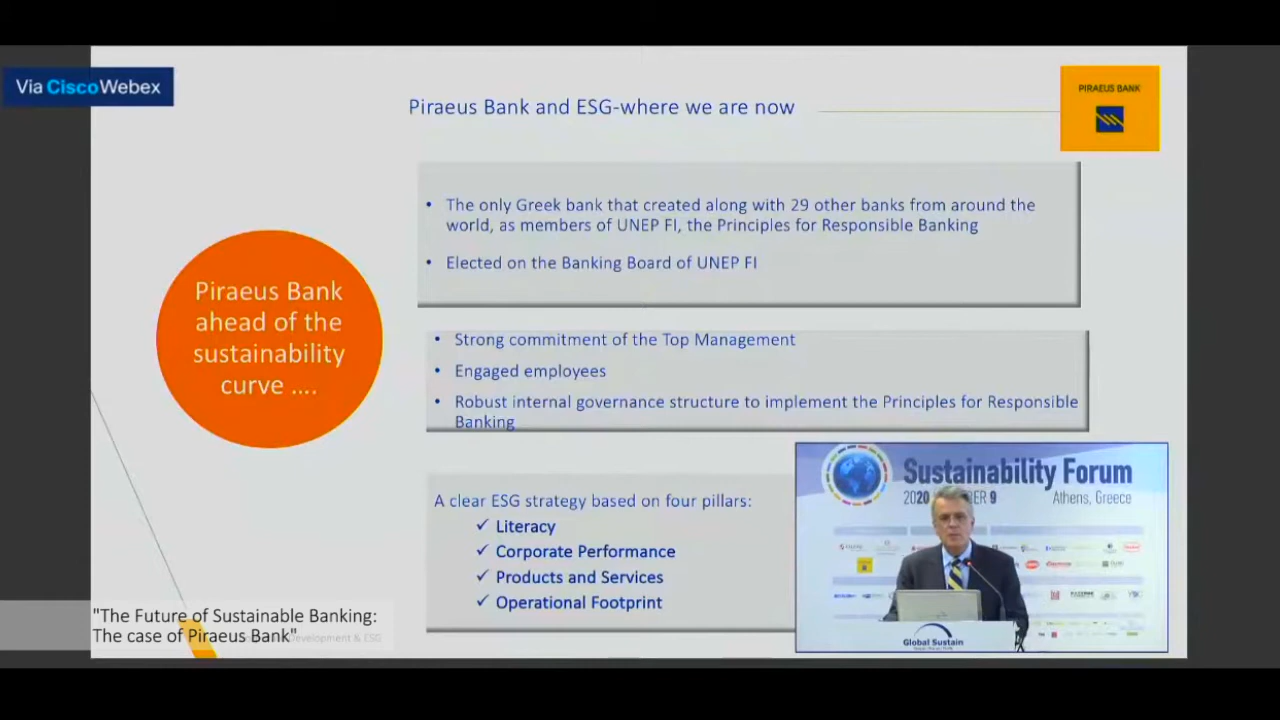 Via CiscoWebex
Piraeus Bank and ESG-where we are now
PIRAEUS BANK
• The only Greek bank that created along with 29 other banks from around the
world, as members of UNEP FI, the Principles for Responsible Banking
• Elected on the Banking Board of UNEP FI
Piraeus Bank
ahead of the
sustainability
curve ....
• Strong commitment of the Top Management
• Engaged employees
• Robust internal governance structure to implement the Principles for Responsible
Banking
A clear ESG strategy based on four pillars:
✓ Literacy
✓ Corporate Performance
✓ Products and Services
✓ Operational Footprint
Sustainability Forum
2020 9
Athens, Greece
Global Sustain
"The Future of Sustainable Banking:
The case of Piraeus Bank"
& ESG